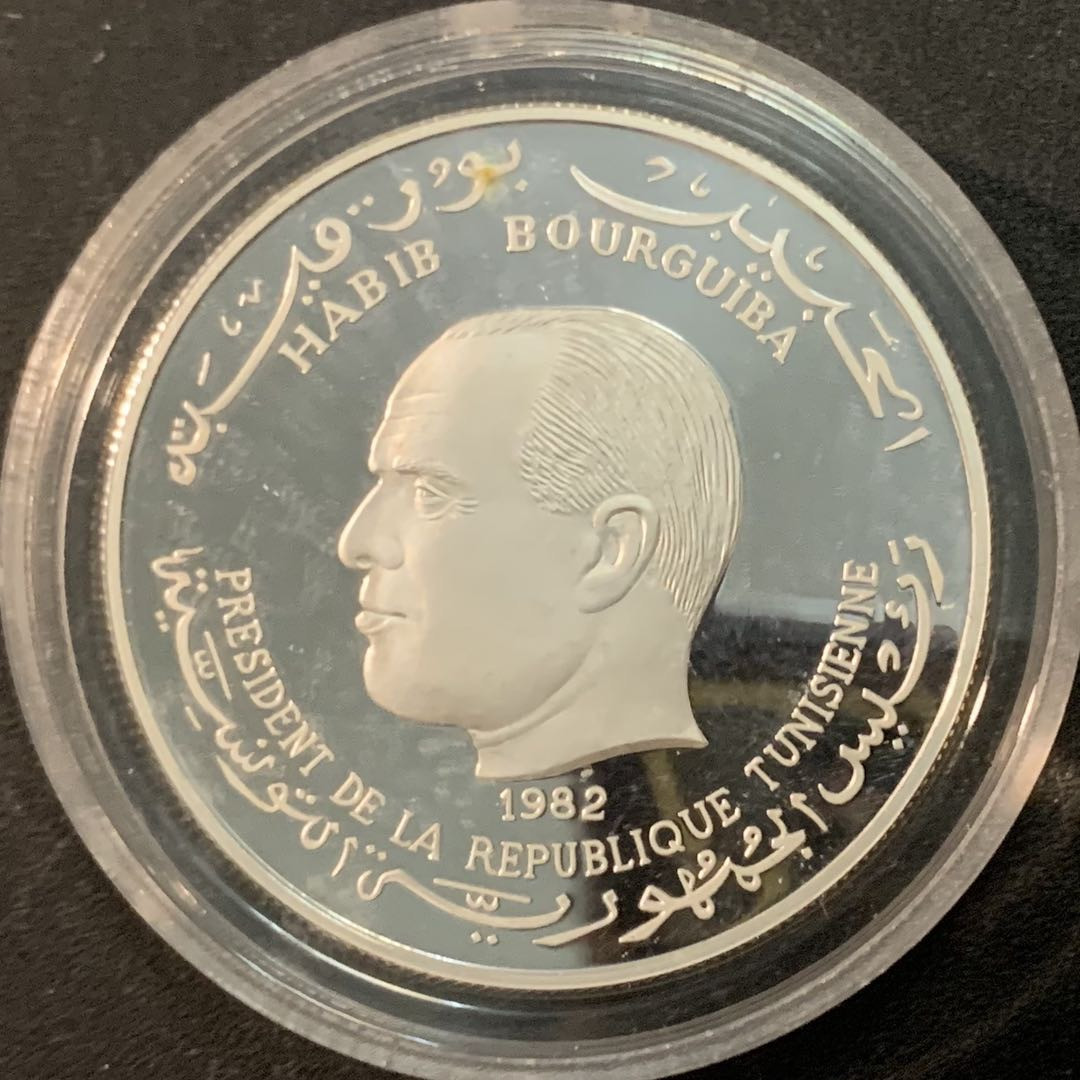 الحبيب بورقيبة
HABIB BOURGUIBA
1982
PRESIDENT DE LA REPUBLIQUE TUNISIENNE
رئيس الجمهورية التونسية